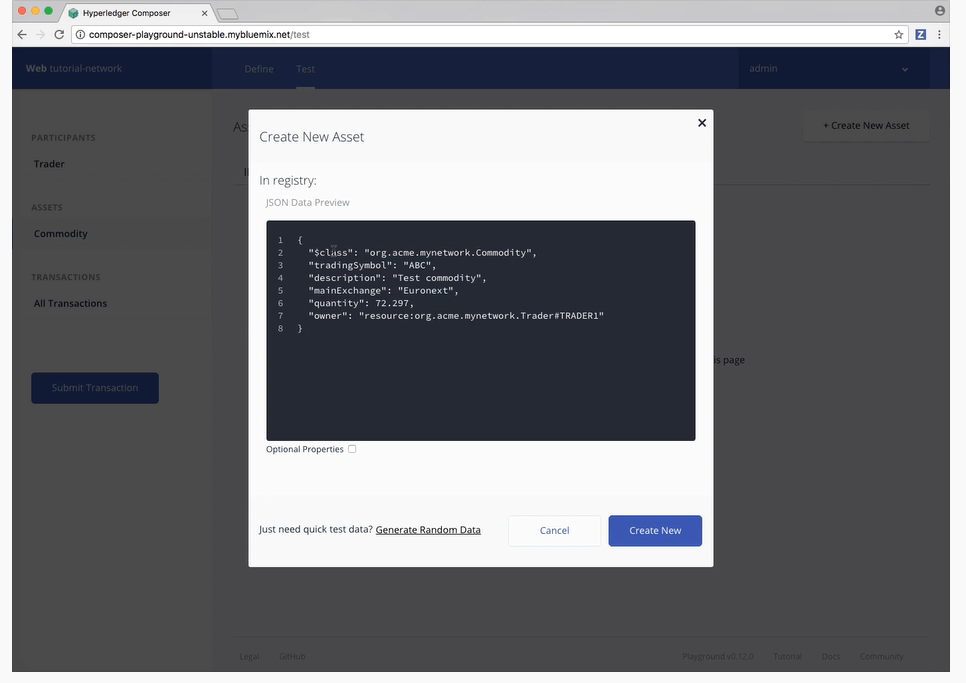 Hyperledger Composer
composer-playground-unstable.mybluemix.net/test
Web tutorial-network
Define
Test
admin
PARTICIPANTS
Trader
ASSETS
Commodity
TRANSACTIONS
All Transactions
Submit Transaction
+ Create New Asset
Create New Asset
In registry:
JSON Data Preview
1 {
2 "$class": "org.acme.mynetwork.Commodity",
3 "tradingSymbol": "ABC",
4 "description": "Test commodity",
5 "mainExchange": "Euronext",
6 "quantity": 72.297,
7 "owner": "resource:org.acme.mynetwork.Trader#TRADER1"
8 }
Optional Properties
Just need quick test data? Generate Random Data
Cancel
Create New
is page
Legal
GitHub
Playground v0.12.0
Tutorial
Docs
Community